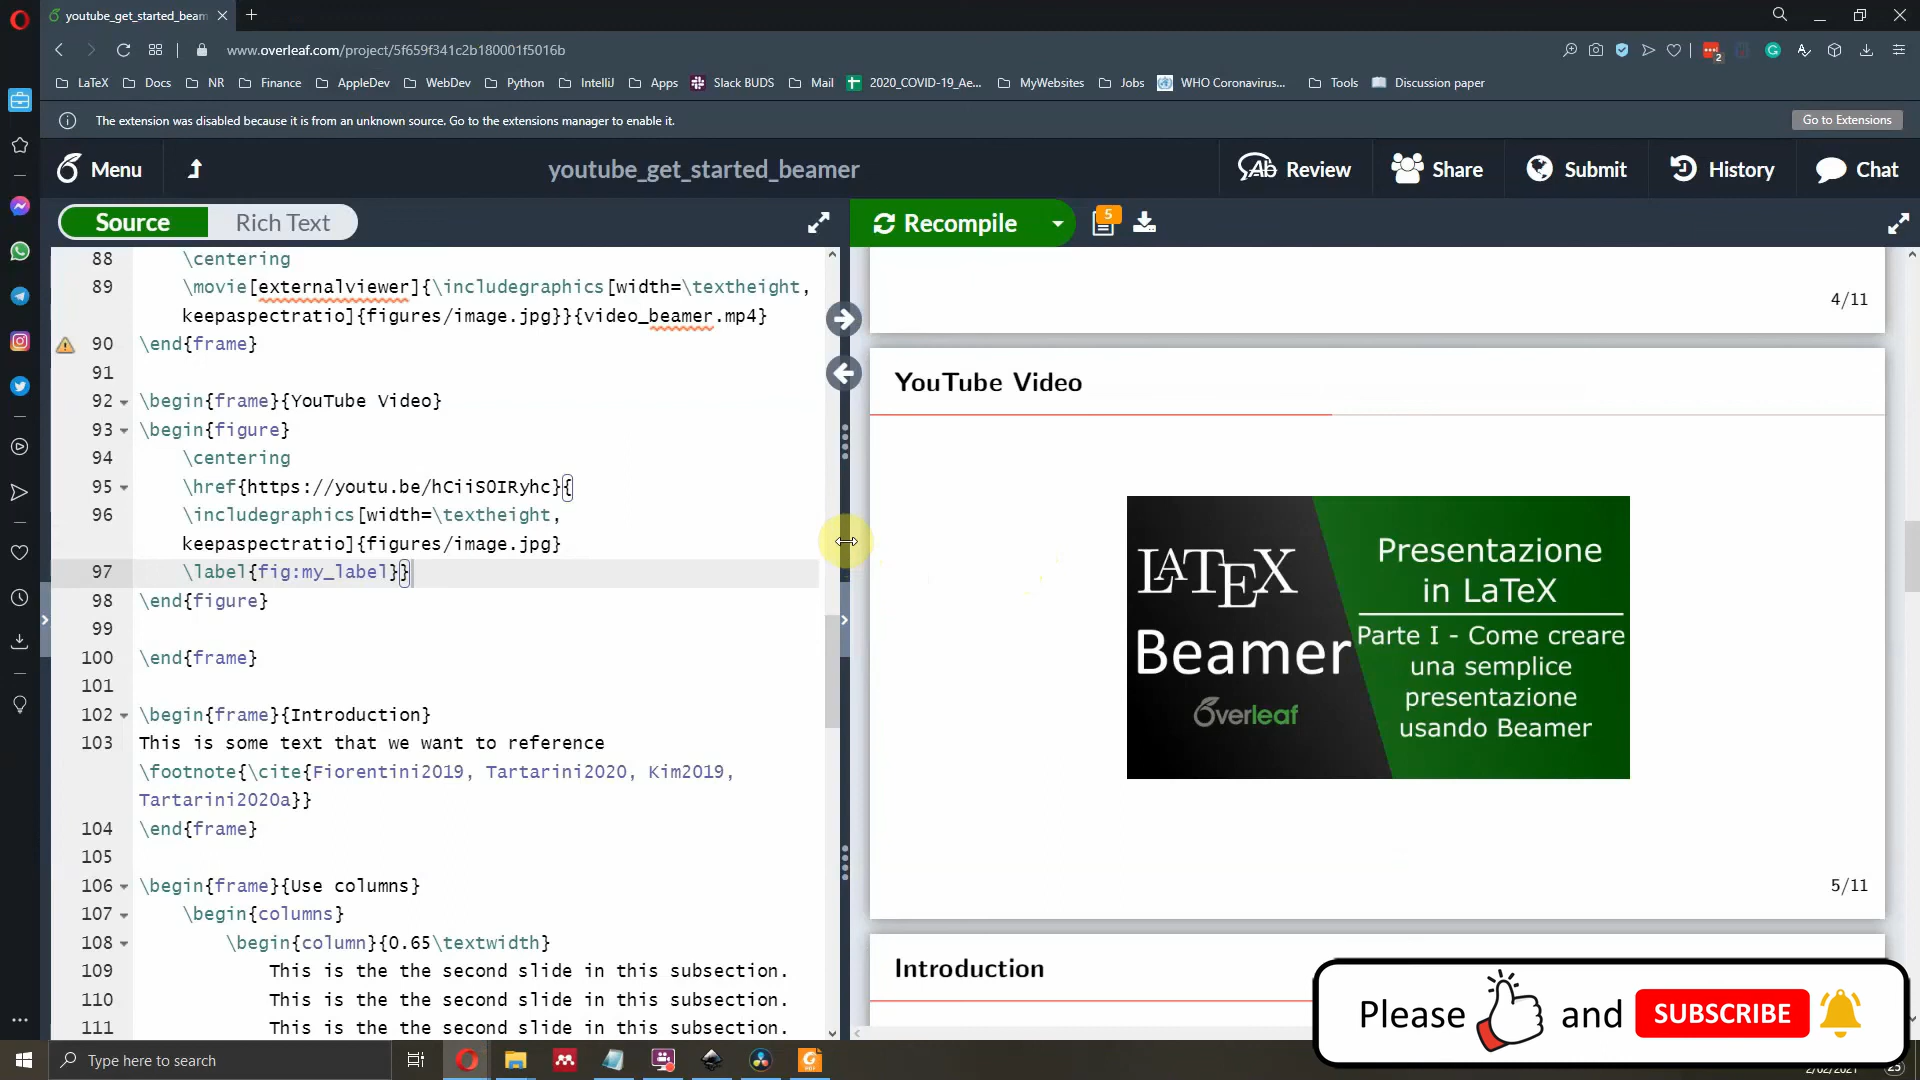 youtube_get_started_beam
www.overleaf.com/project/5f659f341c2b180001f5016b
2
LaTeX Docs NR Finance AppleDev WebDev Python IntelliJ Apps Slack BUDS Mail 2020_COVID-19_Ae... MyWebsites Jobs WHO Coronavirus... Tools Discussion paper
The extension was disabled because it is from an unknown source. Go to the extensions manager to enable it.
Go to Extensions
Menu
youtube_get_started_beamer
Review Share Submit History Chat
Source Rich Text
Recompile
5
88 \centering
89 \movie[externalviewer]{\includegraphics[width=\textheight,
keepaspectratio]{figures/image.jpg}}{video_beamer.mp4}
90 \end{frame}
91
92 \begin{frame}{YouTube Video}
93 \begin{figure}
94 \centering
95 \href{https://youtu.be/hCiiS0IRyhc}{
96 \includegraphics[width=\textheight,
keepaspectratio]{figures/image.jpg}
97 \label{fig:my_label}}
98 \end{figure}
99
100 \end{frame}
101
102 \begin{frame}{Introduction}
103 This is some text that we want to reference
\footnote{\cite{Fiorentini2019, Tartarini2020, Kim2019,
Tartarini2020a}}
104 \end{frame}
105
106 \begin{frame}{Use columns}
107 \begin{columns}
108 \begin{column}{0.65\textwidth}
109 This is the the second slide in this subsection.
110 This is the the second slide in this subsection.
111 This is the the second slide in this subsection.
4/11
YouTube Video
LATEX
Beamer
Overleaf
Presentazione
in LaTeX
Parte I - Come creare
una semplice
presentazione
usando Beamer
5/11
Introduction
Please and SUBSCRIBE
Type here to search